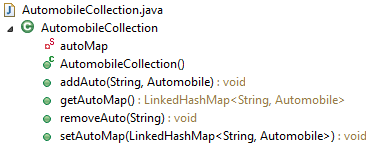 AutomobileCollection.java
AutomobileCollection
autoMap
AutomobileCollection()
addAuto(String, Automobile) : void
getAutoMap() : LinkedHashMap<String, Automobile>
removeAuto(String) : void
setAutoMap(LinkedHashMap<String, Automobile>) : void